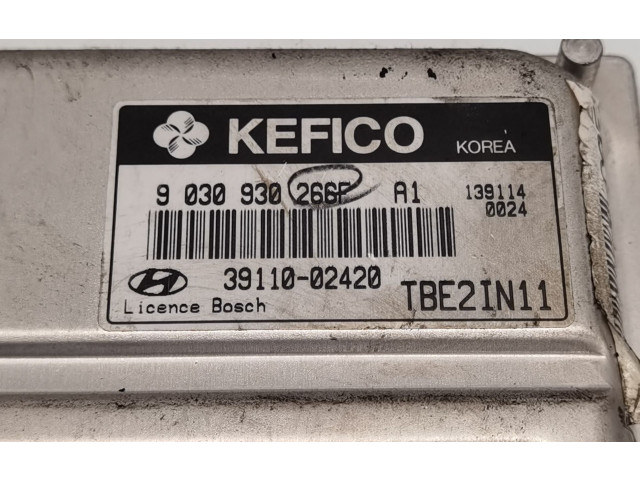 KEFICO KOREA
9 030 930 266F A1 139114
0024
39110-02420 TBE2IN11
Licence Bosch